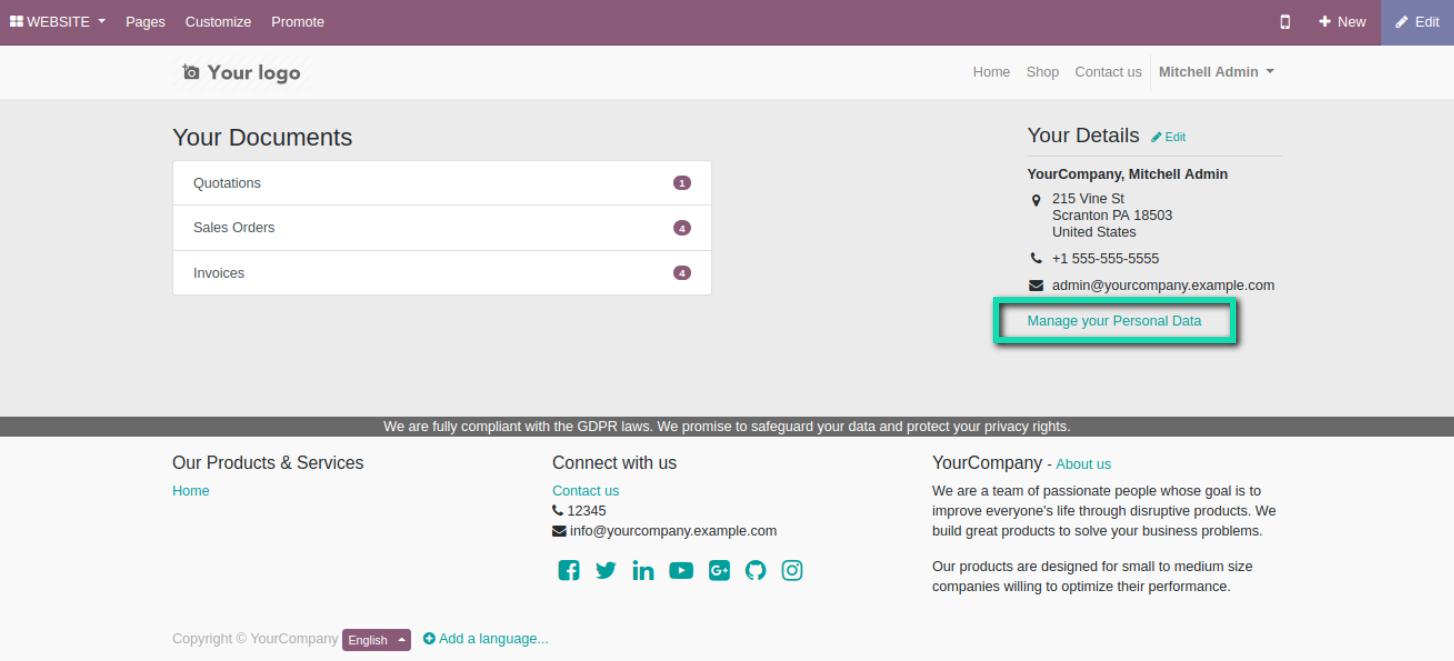 WEBSITE Pages Customize Promote New Edit
Your logo Home Shop Contact us Mitchell Admin
Your Documents
Quotations 1
Sales Orders 4
Invoices 4
Your Details Edit
YourCompany, Mitchell Admin
215 Vine St
Scranton PA 18503
United States
+1 555-555-5555
admin@yourcompany.example.com
Manage your Personal Data
We are fully compliant with the GDPR laws. We promise to safeguard your data and protect your privacy rights.
Our Products & Services
Home
Connect with us
Contact us
12345
info@yourcompany.example.com
YourCompany - About us
We are a team of passionate people whose goal is to
improve everyone's life through disruptive products. We
build great products to solve your business problems.
Our products are designed for small to medium size
companies willing to optimize their performance.
Copyright © YourCompany English Add a language...